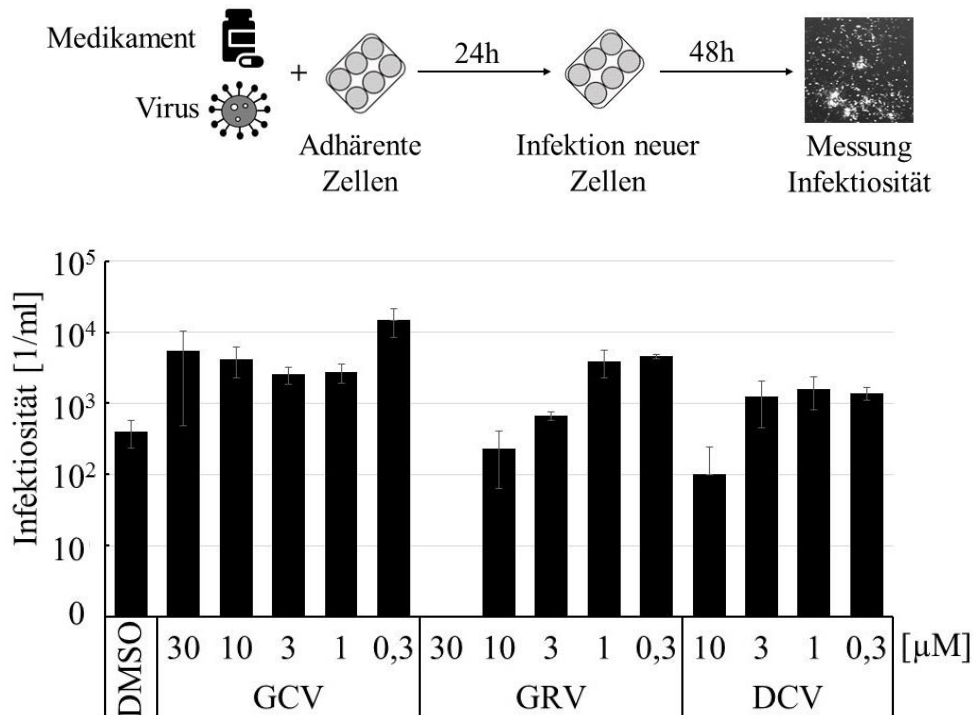 Medikament
Virus
+
24h
48h
Adhärente
Zellen
Infektion neuer
Zellen
Messung
Infektiosität
Infektiosität [1/ml]
10⁵
10⁴
10³
10²
10¹
0
DMSO
30 10 3 1 0,3 30 10 3 1 0,3 10 3 1 0,3 [µM]
GCV GRV DCV